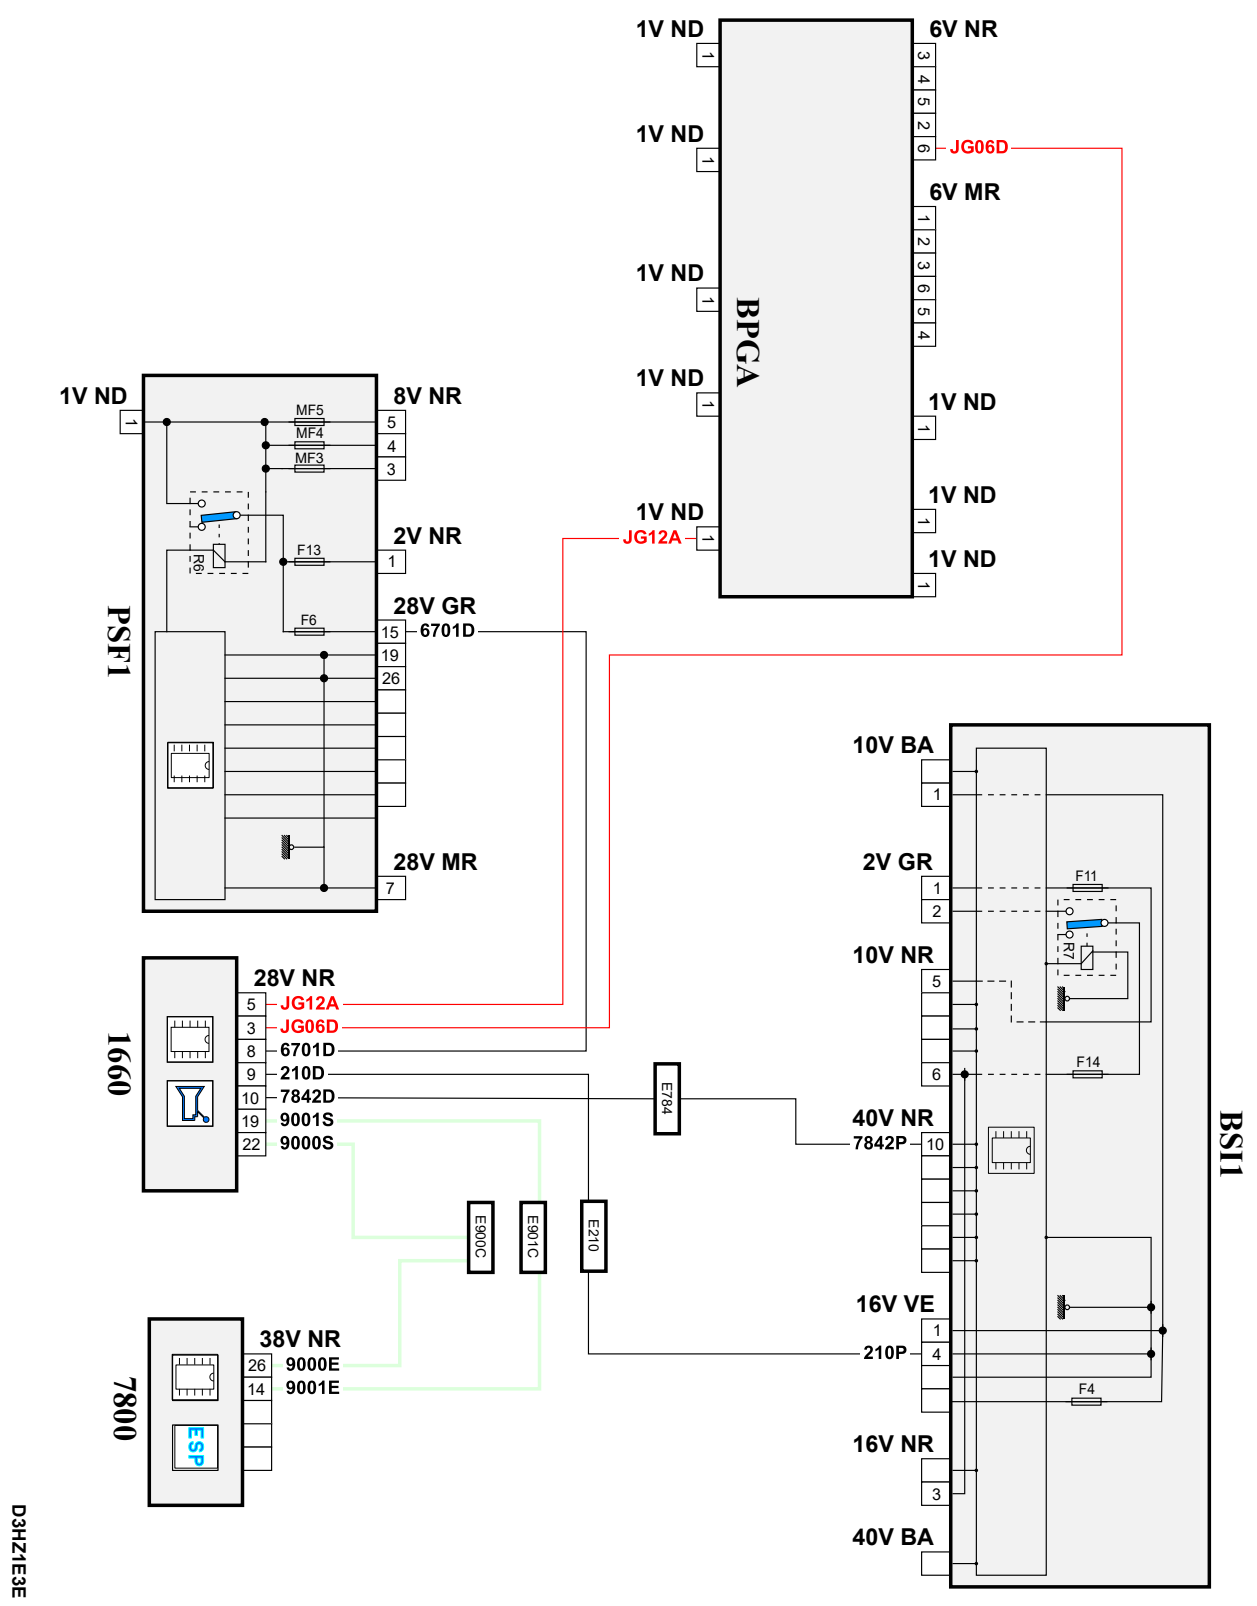 1V ND
1
1V ND
1
1V ND
1
1V ND
1
1V ND
JG12A
1
BPGA
6V NR
3
4
5
2
6
JG06D
6V MR
1
2
3
6
5
4
1V ND
1
1V ND
1
1V ND
1
1V ND
1
PSF1
MF5
MF4
MF3
R6
F13
F6
8V NR
5
4
3
2V NR
1
28V GR
15
6701D
19
26
28V MR
7
1660
28V NR
5
JG12A
3
JG06D
8
6701D
9
210D
10
7842D
19
9001S
22
9000S
E784
E900C
E901C
E210
7800
ESP
38V NR
26
9000E
14
9001E
BSI1
10V BA
1
2V GR
1
2
F11
R7
10V NR
5
6
F14
40V NR
7842P
10
16V VE
1
210P
4
F4
16V NR
3
40V BA
D3HZ1E3E